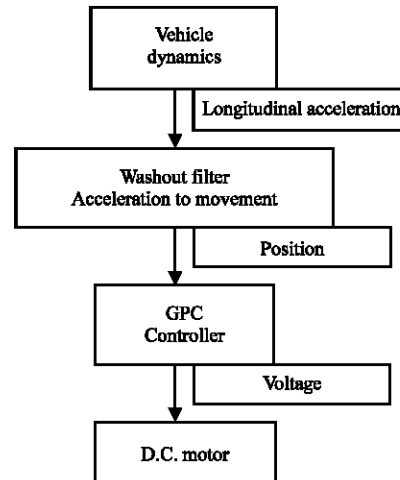 Vehicle
dynamics
Longitudinal acceleration
Washout filter
Acceleration to movement
Position
GPC
Controller
Voltage
D.C. motor